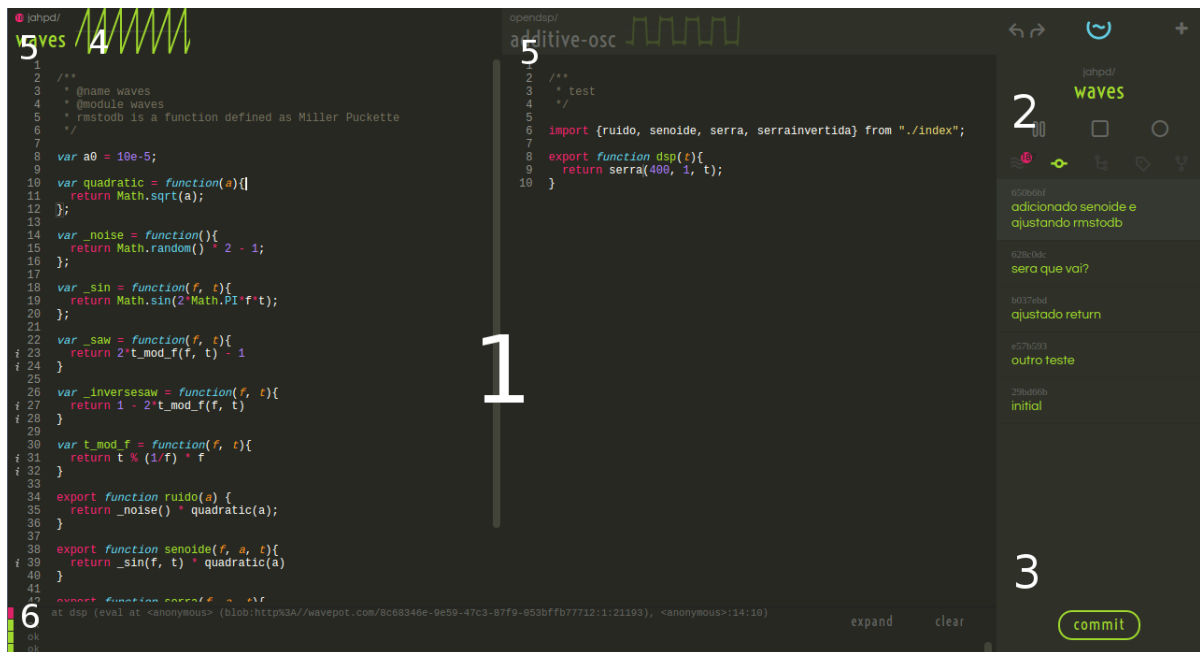 16 jahpd/
waves
4
5
1
2 /**
3 * @name waves
4 * @module waves
5 * rmstodb is a function defined as Miller Puckette
6 */
7
8 var a0 = 10e-5;
9
10 var quadratic = function(a){
11 return Math.sqrt(a);
12 };
13
14 var _noise = function(){
15 return Math.random() * 2 - 1;
16 };
17
18 var _sin = function(f, t){
19 return Math.sin(2*Math.PI*f*t);
20 };
21
22 var _saw = function(f, t){
i 23 return 2*t_mod_f(f, t) - 1
i 24 }
25
26 var _inversesaw = function(f, t){
i 27 return 1 - 2*t_mod_f(f, t)
i 28 }
29
30 var t_mod_f = function(f, t){
i 31 return t % (1/f) * f
i 32 }
33
34 export function ruido(a) {
35 return _noise() * quadratic(a);
36 }
37
38 export function senoide(f, a, t){
i 39 return _sin(f, t) * quadratic(a)
40 }
41
42 export function serra(f, a, t){
opendsp/
additive-osc
5
1
2 /**
3 * test
4 */
5
6 import {ruido, senoide, serra, serrainvertida} from "./index";
7
8 export function dsp(t){
9 return serra(400, 1, t);
10 }
1
jahpd/
waves
2
16
650b6bf
adicionado senoide e
ajustando rmstodb
628c0dc
sera que vai?
b037ebd
ajustado return
e57b593
outro teste
29bd66b
initial
3
commit
6
at dsp (eval at <anonymous> (blob:http%3A//wavepot.com/8c68346e-9e59-47c3-87f9-053bffb77712:1:21193), <anonymous>:14:10)
ok
ok
expand clear